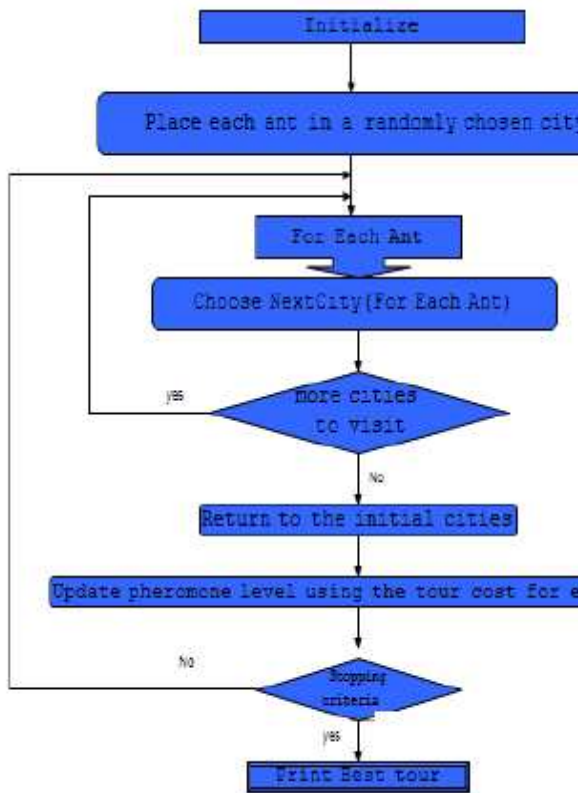 Initialize
Place each ant in a randomly chosen city
For Each Ant
Choose NextCity(For Each Ant)
yes
more cities
to visit
No
Return to the initial cities
Update pheromone level using the tour cost for
No
Stopping
criteria
yes
Print Best tour